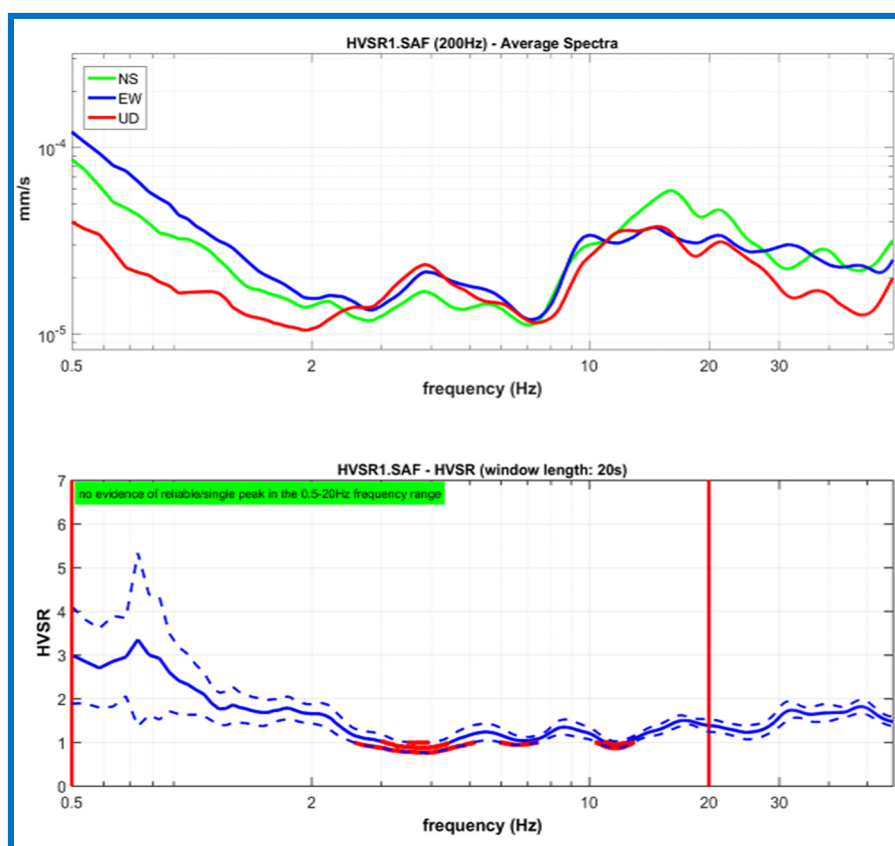 HVSR1.SAF (200Hz) - Average Spectra
NS
EW
UD
10-4
10-5
mm/s
0.5 2 10 20 30
frequency (Hz)
HVSR1.SAF - HVSR (window length: 20s)
no evidence of reliable/single peak in the 0.5-20Hz frequency range
7
6
5
4
3
2
1
0
HVSR
0.5 2 10 20 30
frequency (Hz)